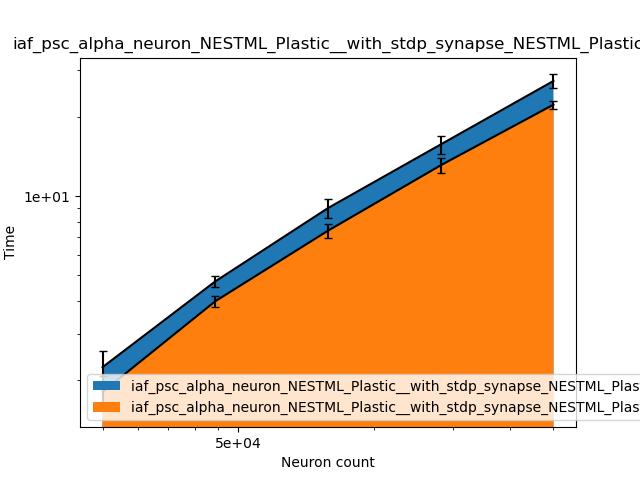 iaf_psc_alpha_neuron_NESTML_Plastic__with_stdp_synapse_NESTML_Plastic
1e+01
Time
iaf_psc_alpha_neuron_NESTML_Plastic__with_stdp_synapse_NESTML_Plas
iaf_psc_alpha_neuron_NESTML_Plastic__with_stdp_synapse_NESTML_Plas
5e+04
Neuron count